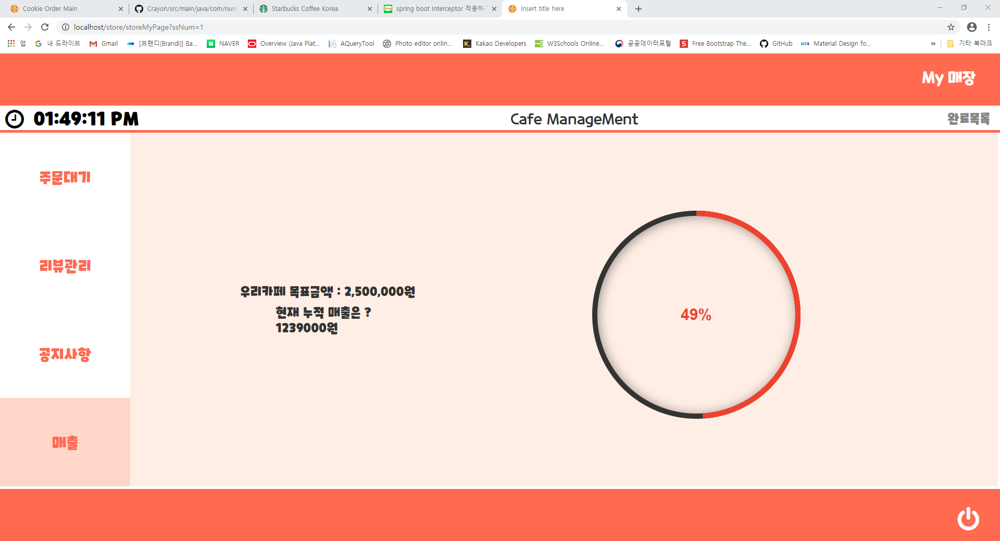 Cookie Order Main
Crayon/src/main/java/com/nuri/
Starbucks Coffee Korea
spring boot Interceptor 적용하기
Insert title here
localhost/store/storeMyPage?ssNum=1
앱
내 드라이브
Gmail
[브랜디(Brandi)] Ba...
NAVER
Overview (Java Plat...
AQueryTool
Photo editor onlin...
Kakao Developers
W3Schools Online...
공공데이터포털
Free Bootstrap The...
GitHub
Material Design fo...
»
기타 북마크
My 매장
01:49:11 PM
Cafe ManageMent
완료목록
주문대기
리뷰관리
공지사항
매출
우리카페 목표금액 : 2,500,000원
현재 누적 매출은 ?
1239000원
49%